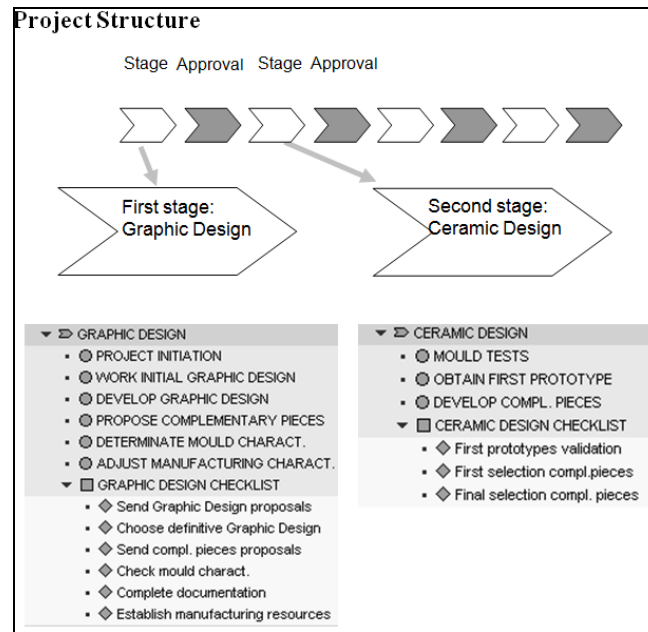 Project Structure
Stage Approval Stage Approval
First stage:
Graphic Design
Second stage:
Ceramic Design
GRAPHIC DESIGN
PROJECT INITIATION
WORK INITIAL GRAPHIC DESIGN
DEVELOP GRAPHIC DESIGN
PROPOSE COMPLEMENTARY PIECES
DETERMINATE MOULD CHARACT.
ADJUST MANUFACTURING CHARACT.
GRAPHIC DESIGN CHECKLIST
Send Graphic Design proposals
Choose definitive Graphic Design
Send compl. pieces proposals
Check mould charact.
Complete documentation
Establish manufacturing resources
CERAMIC DESIGN
MOULD TESTS
OBTAIN FIRST PROTOTYPE
DEVELOP COMPL. PIECES
CERAMIC DESIGN CHECKLIST
First prototypes validation
First selection compl.pieces
Final selection compl. pieces